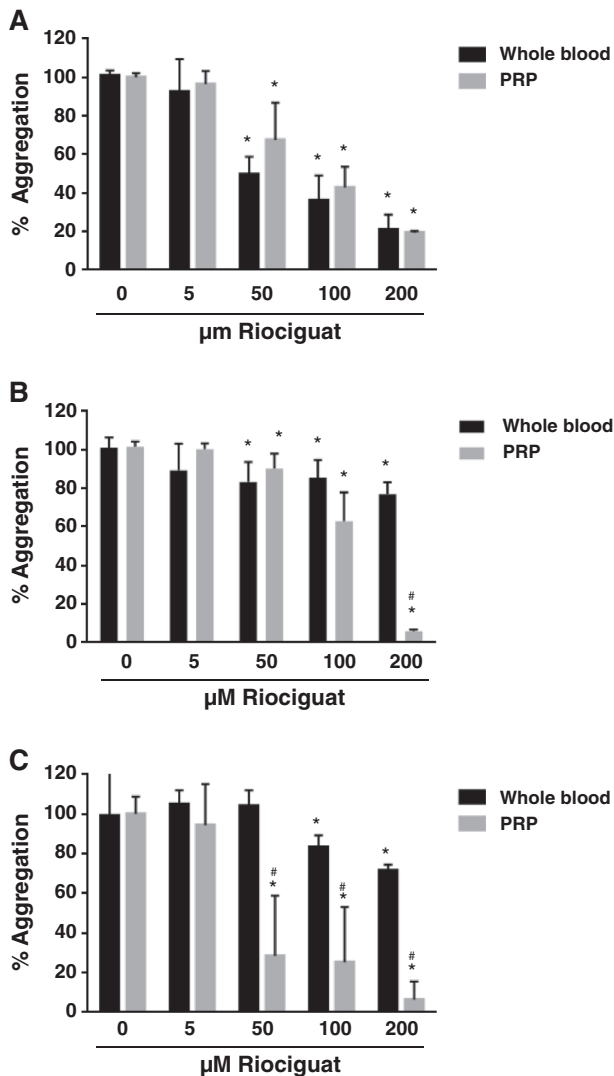 A
120
100
80
60
40
20
0
% Aggregation
* * * * * *
0 5 50 100 200
µm Riociguat
Whole blood
PRP
B
120
100
80
60
40
20
0
% Aggregation
* * * * * # *
0 5 50 100 200
µM Riociguat
Whole blood
PRP
C
120
100
80
60
40
20
0
% Aggregation
# * * # * * # *
0 5 50 100 200
µM Riociguat
Whole blood
PRP